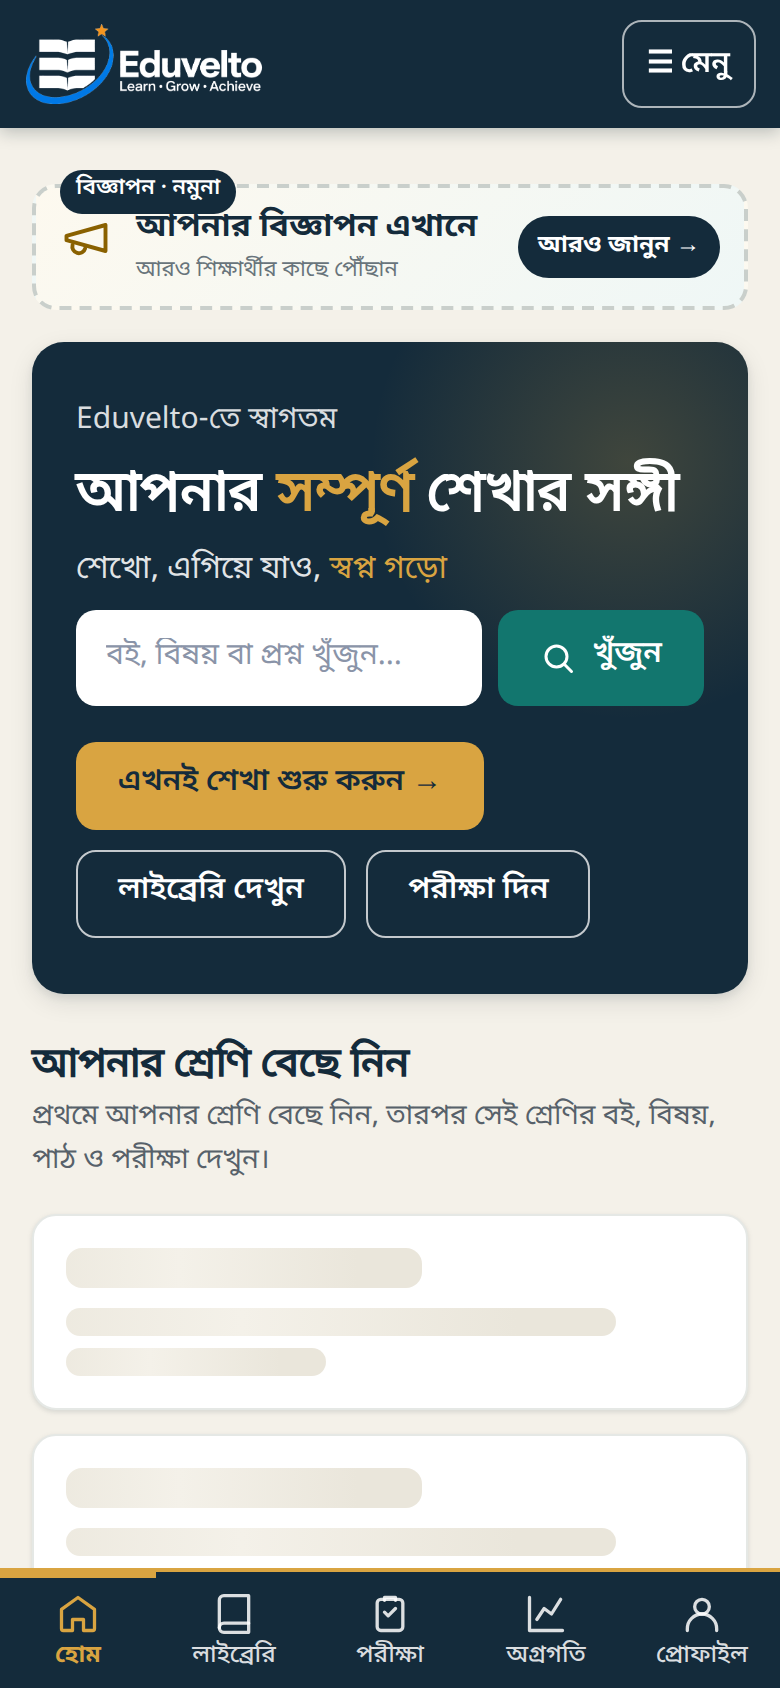 Eduvelto
Learn • Grow • Achieve
☰ মেনু
বিজ্ঞাপন · নমুনা
আপনার বিজ্ঞাপন এখানে
আরও শিক্ষার্থীর কাছে পৌঁছান
আরও জানুন →
Eduvelto-তে স্বাগতম
আপনার সম্পূর্ণ শেখার সঙ্গী
শেখো, এগিয়ে যাও, স্বপ্ন গড়ো
বই, বিষয় বা প্রশ্ন খুঁজুন...
খুঁজুন
এখনই শেখা শুরু করুন →
লাইব্রেরি দেখুন
পরীক্ষা দিন
আপনার শ্রেণি বেছে নিন
প্রথমে আপনার শ্রেণি বেছে নিন, তারপর সেই শ্রেণির বই, বিষয়,
পাঠ ও পরীক্ষা দেখুন।
হোম
লাইব্রেরি
পরীক্ষা
অগ্রগতি
প্রোফাইল